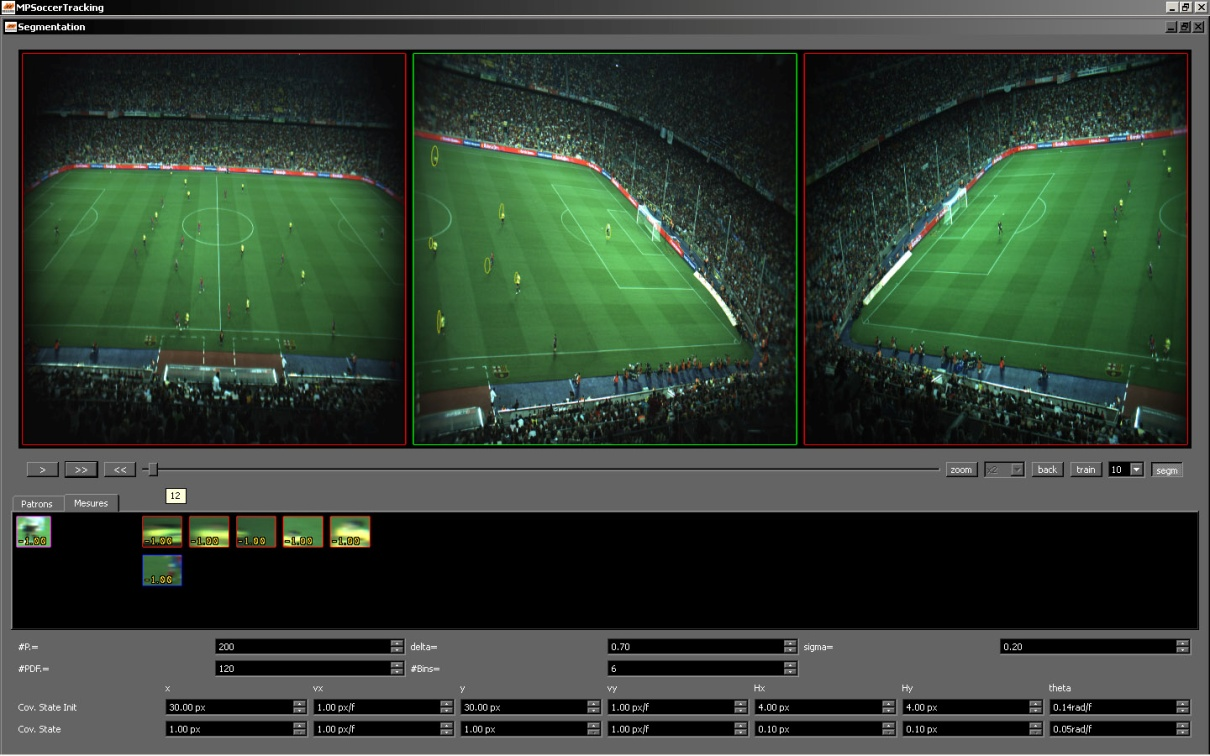 MPSoccerTracking
Segmentation
> >> << zoom x2 back train 10 segm
12
Patrons Mesures
-1.00 -1.00 -1.00 -1.00 -1.00 -1.00
-1.00
#P.= 200 delta= 0.70 sigma= 0.20
#PDF.= 120 #Bins= 6
x vx y vy Hx Hy theta
Cov. State Init 30.00 px 1.00 px/f 30.00 px 1.00 px/f 4.00 px 4.00 px 0.14rad/f
Cov. State 1.00 px 1.00 px/f 1.00 px 1.00 px/f 0.10 px 0.10 px 0.05rad/f